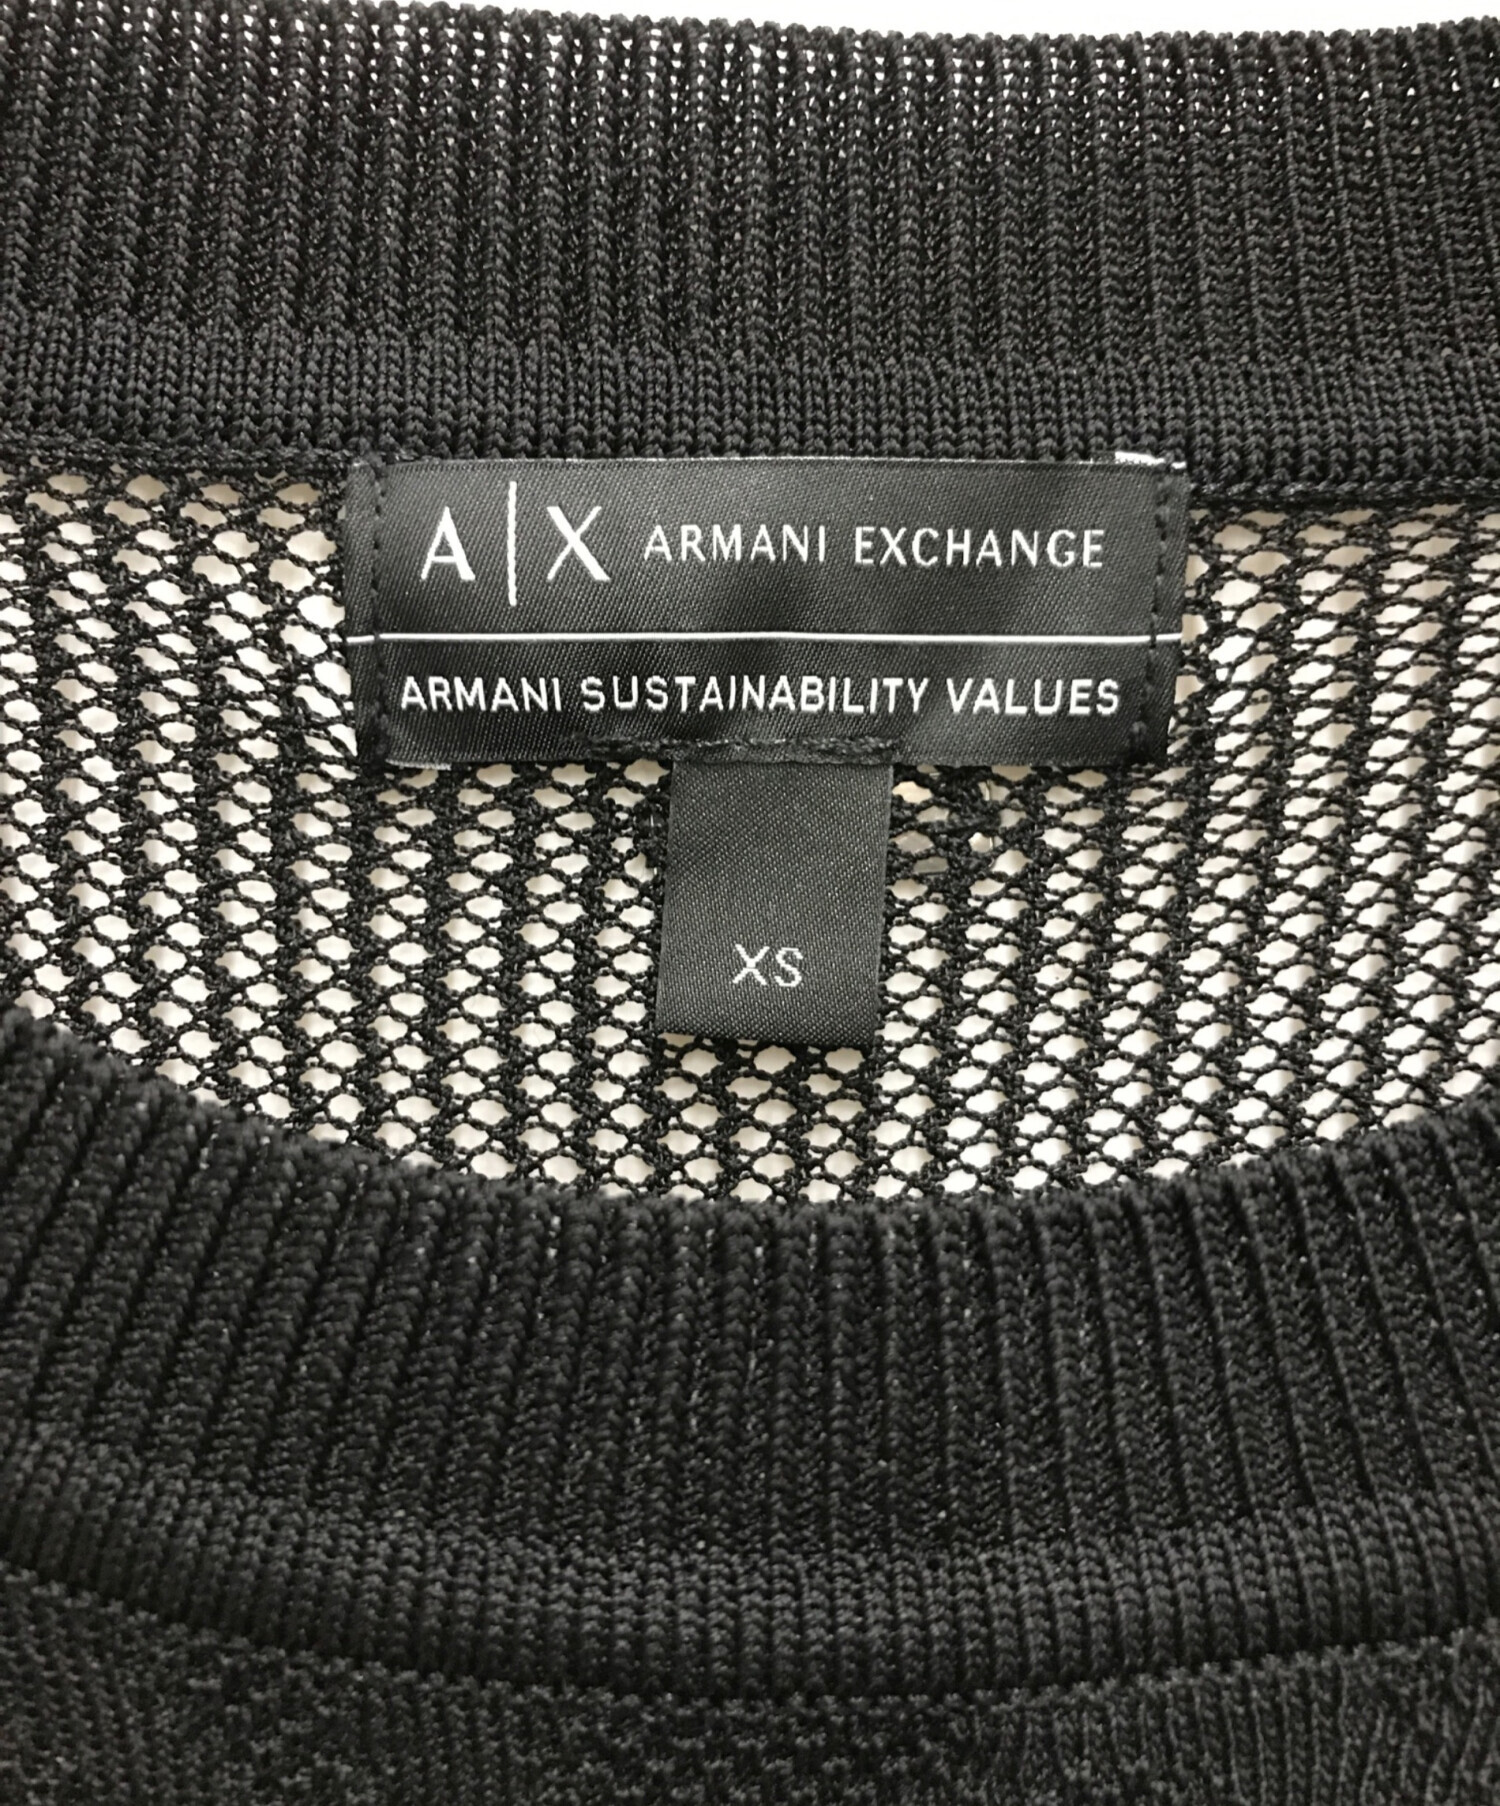 A|X ARMANI EXCHANGE
ARMANI SUSTAINABILITY VALUES
XS